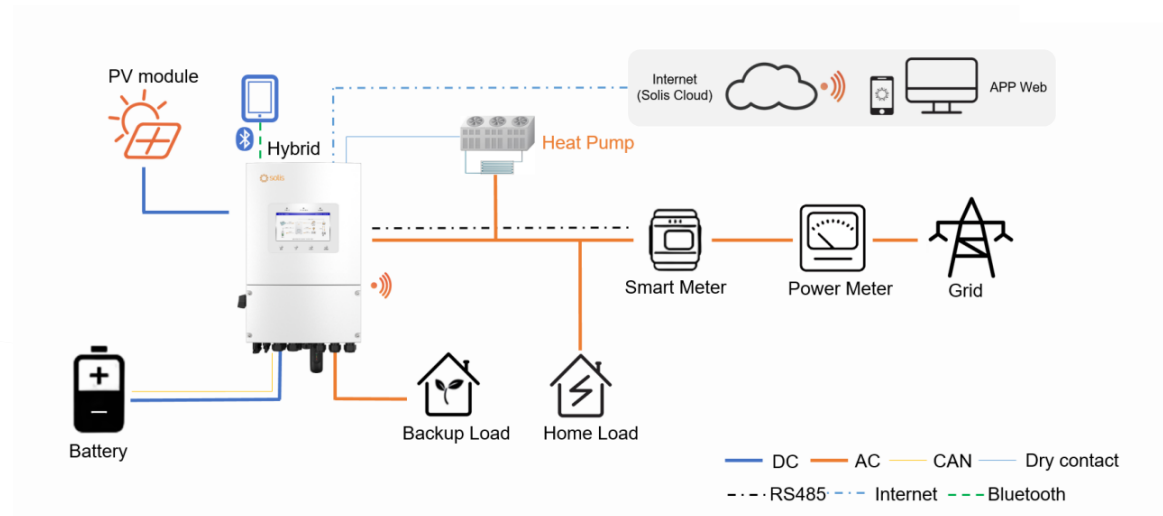 PV module
Internet
(Solis Cloud)
APP Web
Hybrid
Heat Pump
solis
Smart Meter
Power Meter
Grid
Battery
Backup Load
Home Load
DC
AC
CAN
Dry contact
RS485
Internet
Bluetooth